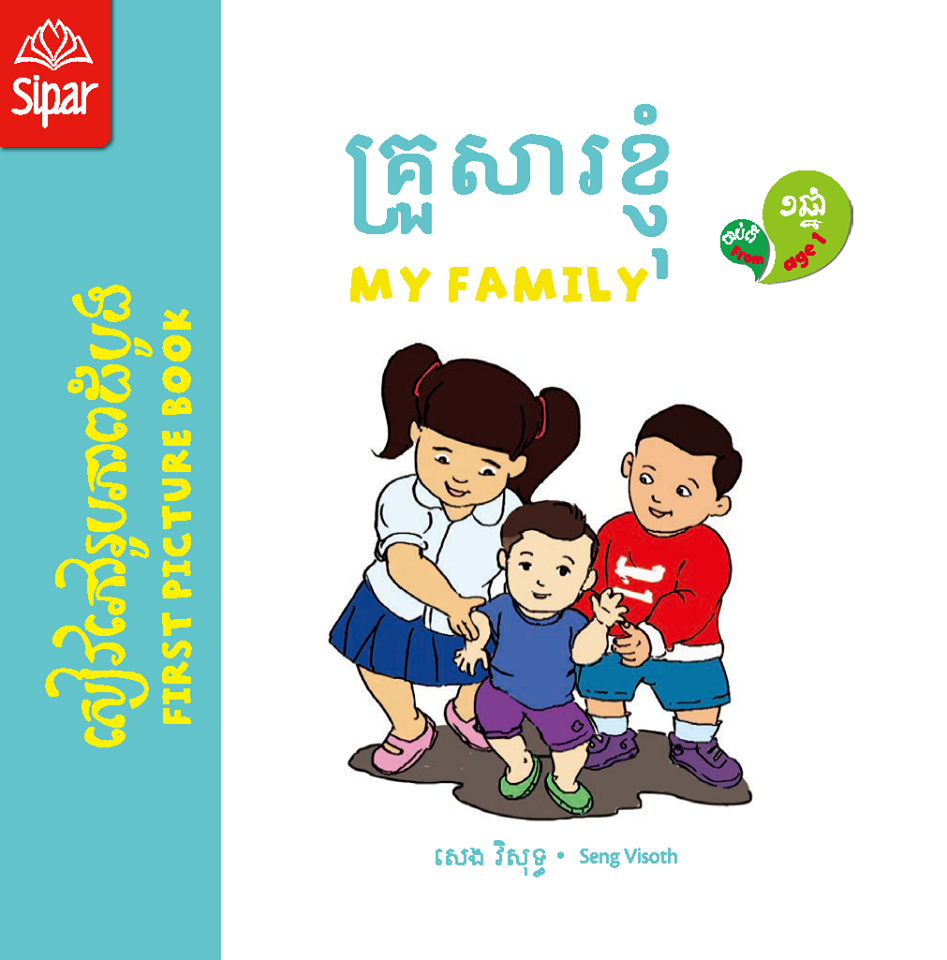 Sipar
គ្រួសារខ្ញុំ
MY FAMILY
ចាប់ពី
From
១ឆ្នាំ
age 1
សៀវភៅរូបភាពដំបូង
FIRST PICTURE BOOK
11
សេង វិសុទ្ធ • Seng Visoth